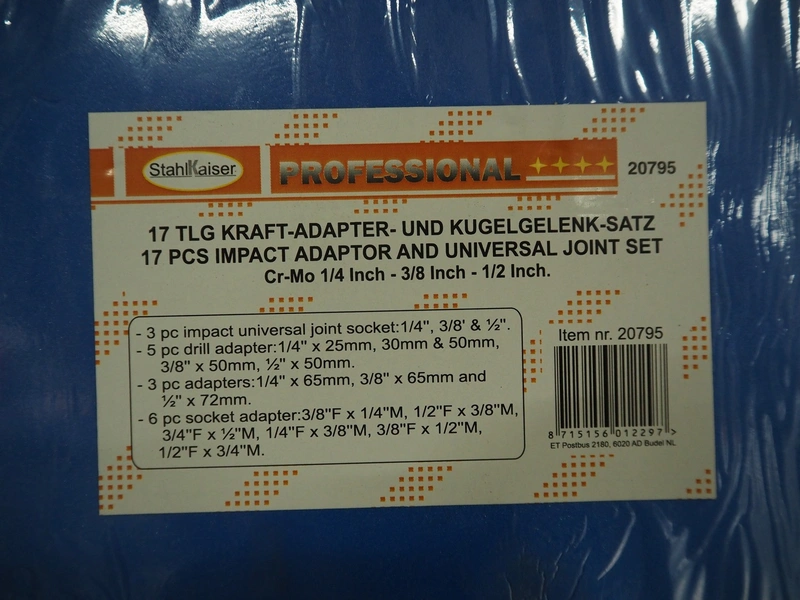 StahlKaiser PROFESSIONAL 20795
17 TLG KRAFT-ADAPTER- UND KUGELGELENK-SATZ
17 PCS IMPACT ADAPTOR AND UNIVERSAL JOINT SET
Cr-Mo 1/4 Inch - 3/8 Inch - 1/2 Inch.
- 3 pc impact universal joint socket:1/4", 3/8' & ½".
- 5 pc drill adapter:1/4" x 25mm, 30mm & 50mm,
3/8" x 50mm, ½" x 50mm.
- 3 pc adapters:1/4" x 65mm, 3/8" x 65mm and
½" x 72mm.
- 6 pc socket adapter:3/8"F x 1/4"M, 1/2"F x 3/8"M,
3/4"F x ½"M, 1/4"F x 3/8"M, 3/8"F x 1/2"M,
1/2"F x 3/4"M.
Item nr. 20795
8 715156 012297 >
ET Postbus 2180, 6020 AD Budel NL